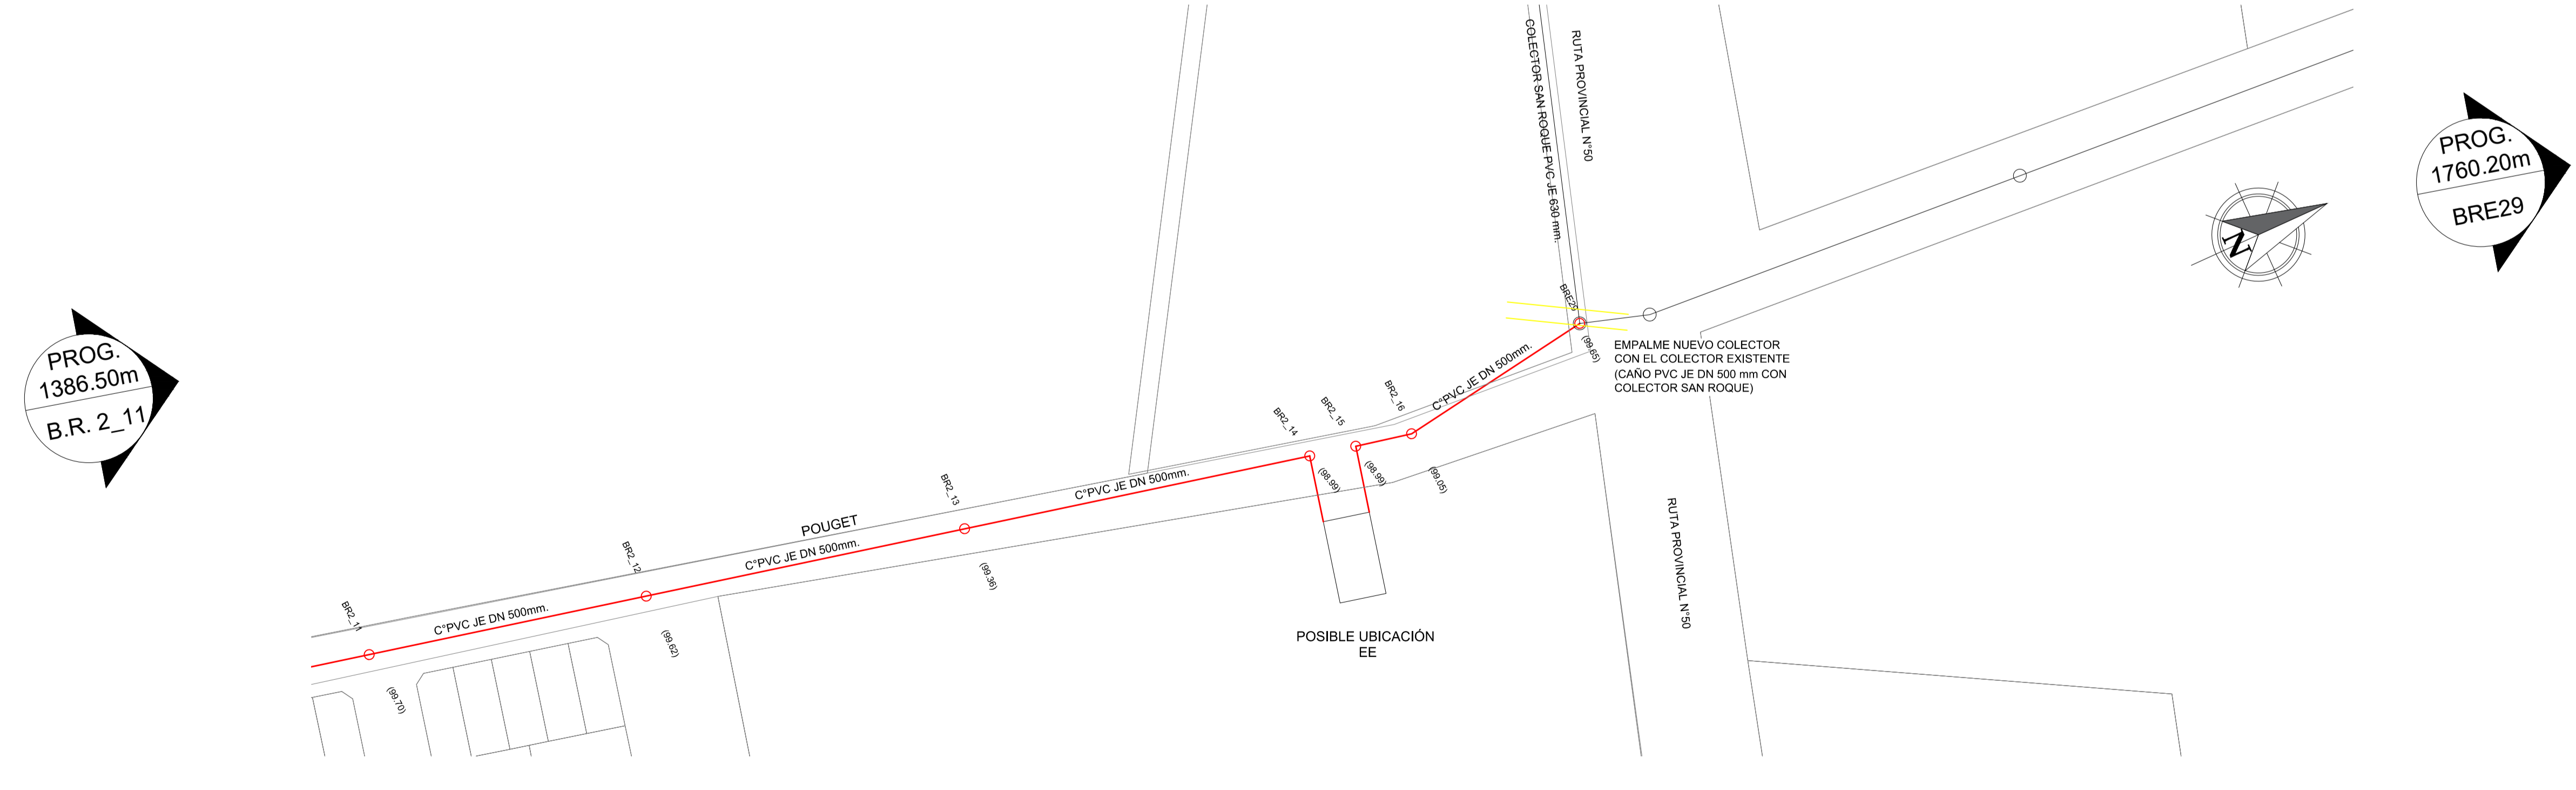 PROG.
1386.50m
B.R. 2_11
BR2_11
(99.70)
C°PVC JE DN 500mm.
BR2_12
(99.62)
POUGET
C°PVC JE DN 500mm.
BR2_13
(99.36)
C°PVC JE DN 500mm.
BR2_14
(98.99)
BR2_15
(98.99)
BR2_16
(99.05)
C°PVC JE DN 500mm.
POSIBLE UBICACIÓN
EE
COLECTOR SAN ROQUE PVC JE 630 mm.
RUTA PROVINCIAL N°50
BRE29
(99.65)
EMPALME NUEVO COLECTOR
CON EL COLECTOR EXISTENTE
(CAÑO PVC JE DN 500 mm CON
COLECTOR SAN ROQUE)
RUTA PROVINCIAL N°50
N
PROG.
1760.20m
BRE29